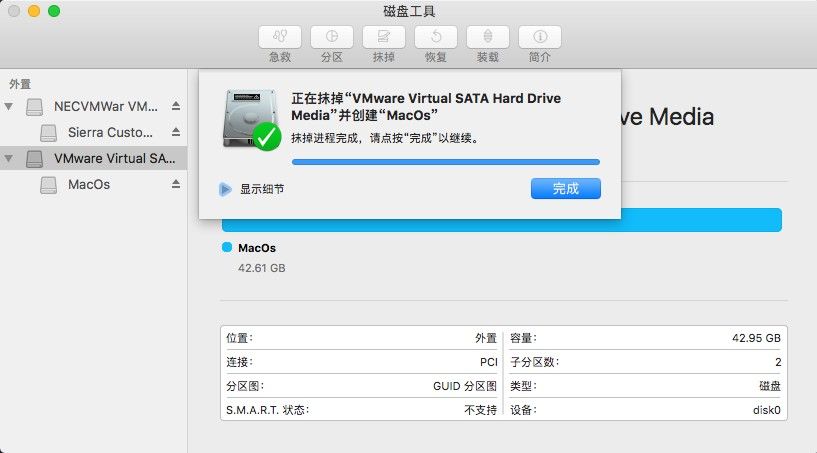 磁盘工具
急救 分区 抹掉 恢复 装载 简介
外置
NECVMWar VM...
Sierra Custo...
VMware Virtual SA...
MacOs
正在抹掉“VMware Virtual SATA Hard Drive
Media”并创建“MacOs”
抹掉进程完成，请点按“完成”以继续。
显示细节
完成
ve Media
MacOs
42.61 GB
位置： 外置 容量： 42.95 GB
连接： PCI 子分区数： 2
分区图： GUID 分区图 类型： 磁盘
S.M.A.R.T. 状态： 不支持 设备： disk0